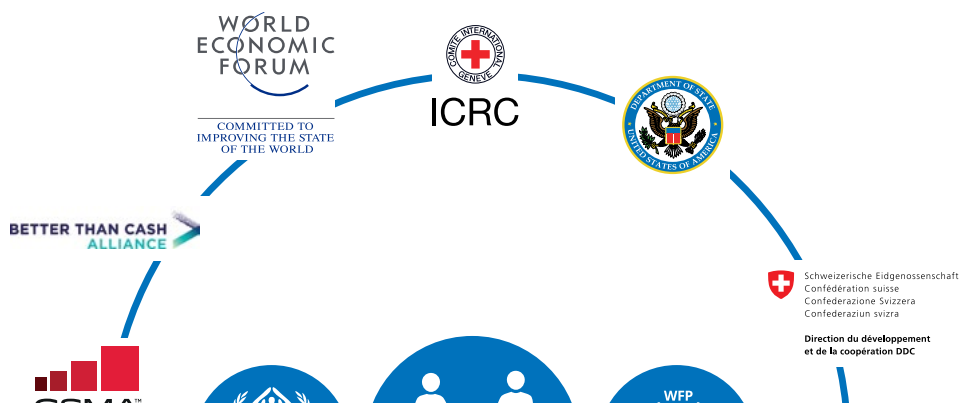 WORLD
ECONOMIC
FORUM
COMMITTED TO
IMPROVING THE STATE
OF THE WORLD
COMITE INTERNATIONAL
GENEVE
ICRC
DEPARTMENT OF STATE
UNITED STATES OF AMERICA
BETTER THAN CASH
ALLIANCE
Schweizerische Eidgenossenschaft
Confédération suisse
Confederazione Svizzera
Confederaziun svizra
Direction du développement
et de la coopération DDC
GSMA™
WFP